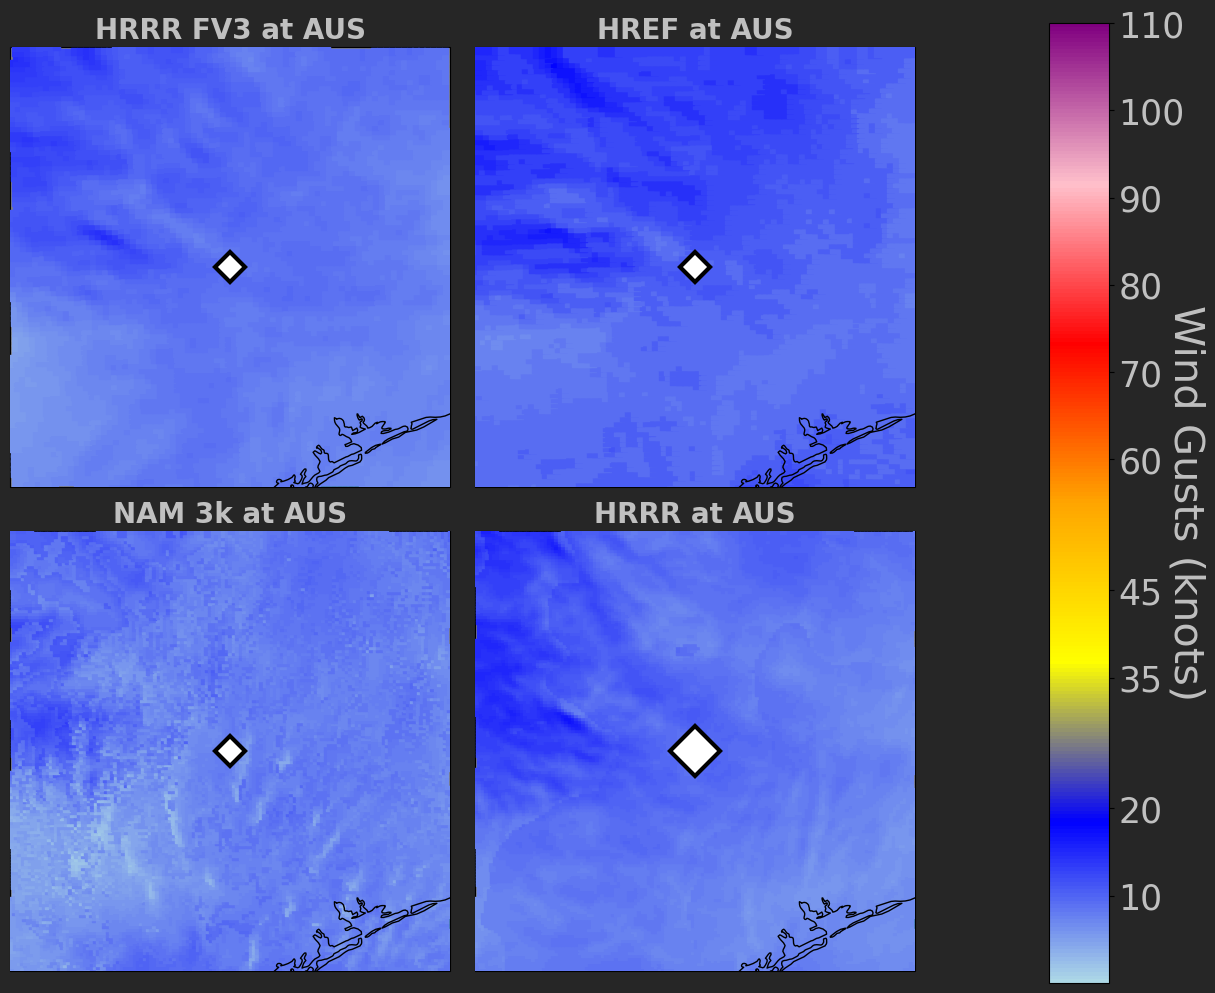 HRRR FV3 at AUS
HREF at AUS
NAM 3k at AUS
HRRR at AUS
110
100
90
80
70
60
45
35
20
10
Wind Gusts (knots)